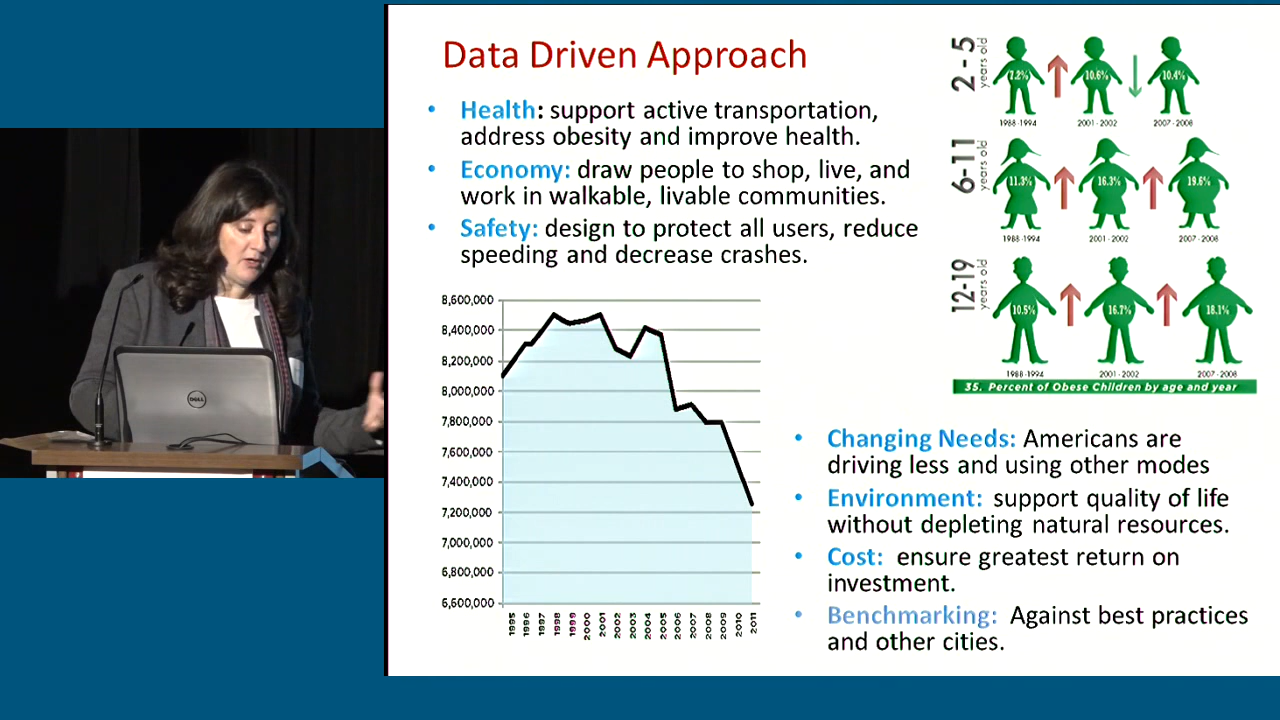 Data Driven Approach
• Health: support active transportation,
address obesity and improve health.
• Economy: draw people to shop, live, and
work in walkable, livable communities.
• Safety: design to protect all users, reduce
speeding and decrease crashes.
8,600,000
8,400,000
8,200,000
8,000,000
7,800,000
7,600,000
7,400,000
7,200,000
7,000,000
6,800,000
6,600,000
1995 1996 1997 1998 1999 2000 2001 2002 2003 2004 2005 2006 2007 2008 2009 2010 2011
2 - 5
years old
7.2% 10.6% 10.4%
1988-1994 2001-2002 2007-2008
6-11
years old
11.3% 16.3% 19.6%
1988-1994 2001-2002 2007-2008
12-19
years old
10.5% 16.7% 18.1%
1988-1994 2001-2002 2007-2008
35. Percent of Obese Children by age and year
• Changing Needs: Americans are
driving less and using other modes
• Environment: support quality of life
without depleting natural resources.
• Cost: ensure greatest return on
investment.
• Benchmarking: Against best practices
and other cities.
DELL